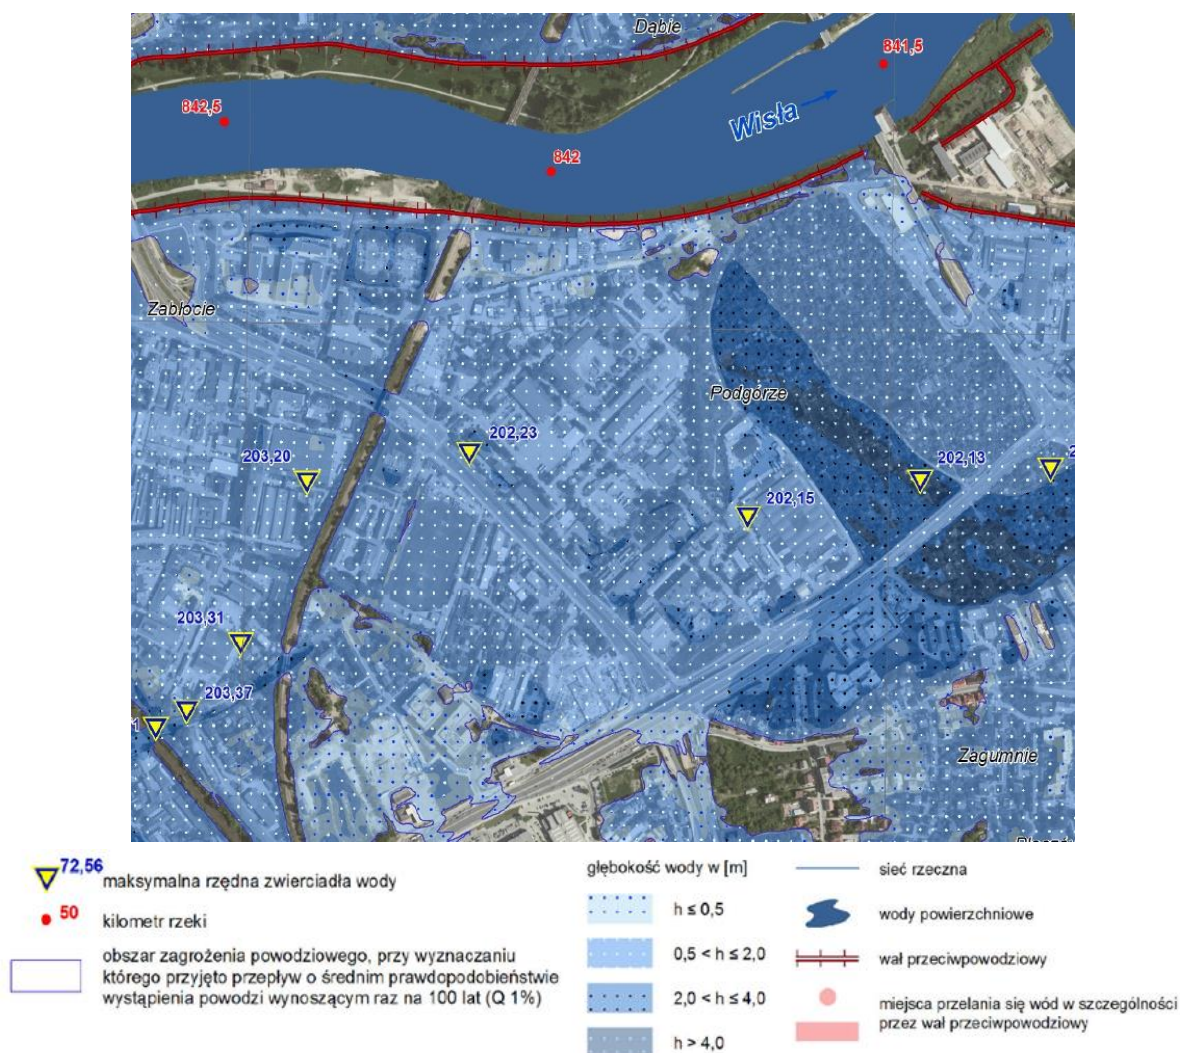 Dąbie
841,5
842,5
Wisła
842
Zabłocie
Podgórze
202,23
203,20
202,13
2
202,15
203,31
203,37
1
Zagumnie
72,56
maksymalna rzędna zwierciadła wody
50
kilometr rzeki
obszar zagrożenia powodziowego, przy wyznaczaniu
którego przyjęto przepływ o średnim prawdopodobieństwie
wystąpienia powodzi wynoszącym raz na 100 lat (Q 1%)
głębokość wody w [m]
h ≤ 0,5
0,5 < h ≤ 2,0
2,0 < h ≤ 4,0
h > 4,0
sieć rzeczna
wody powierzchniowe
wał przeciwpowodziowy
miejsca przelania się wód w szczególności
przez wał przeciwpowodziowy